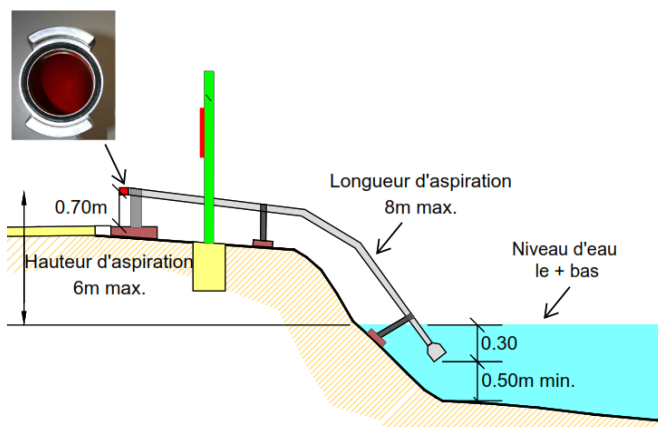 Longueur d'aspiration
8m max.
0.70m
Niveau d'eau
le + bas
Hauteur d'aspiration
6m max.
0.30
0.50m min.